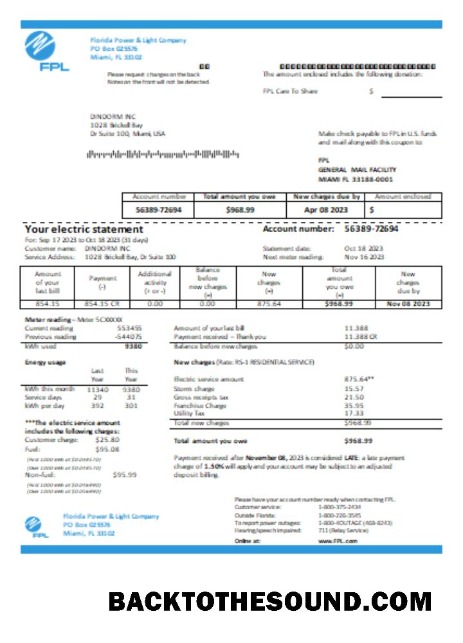 FPL
Florida Power & Light Company
PO Box 025576
Miami, FL 33102
Please request changes on the back
Notes on the front will not be detected.
The amount enclosed includes the following donation:
FPL Care To Share $
DINDORM INC
1028 Brickell Bay
Dr Suite 100, Miami, USA
Make check payable to FPL in U.S. funds
and mail along with this coupon to:
FPL
GENERAL MAIL FACILITY
MIAMI FL 33188-0001
Account number Total amount you owe New charges due by Amount enclosed
56389-72694 $968.99 Apr 08 2023 $
Your electric statement Account number: 56389-72694
For: Sep 17 2023 to Oct 18 2023 (31 days)
Customer name: DINDORM INC Statement date: Oct 18 2023
Service Address: 1028 Brickell Bay, Dr Suite 100 Next meter reading: Nov 16 2023
Amount of your last bill Payment (-) Additional activity (+ or -) Balance before new charges (=) New charges (+) Total amount you owe (=) New charges due by
854.15 854.15 CR 0.00 0.00 875.64 $968.99 Nov 08 2023
Meter reading – Meter 5CXXXXX
Current reading 553455
Previous reading -544075
kWh used 9380
Amount of your last bill 11.388
Payment received – Thank you 11.388 CR
Balance before new charges $0.00
Energy usage
Last Year This Year
kWh this month 11340 9380
Service days 29 31
kWh per day 392 301
New charges (Rate: RS-1 RESIDENTIAL SERVICE)
Electric service amount 875.64**
Storm charge 15.57
Gross receipts tax 21.50
Franchise Charge 35.95
Utility Tax 17.33
Total new charges $968.99
Total amount you owe $968.99
***The electric service amount
includes the following charges:
Customer charge: $25.80
Fuel: $95.08
Non-fuel: $95.99
Payment received after November 08, 2023 is considered LATE; a late payment
charge of 1.50% will apply and your account may be subject to an adjusted
deposit billing.
Please have your account number ready when contacting FPL.
Customer service: 1-800-375-2434
Outside Florida: 1-800-226-3545
To report power outages: 1-800-4OUTAGE (468-8243)
Hearing/speech impaired: 711 (Relay Service)
Online at: www.FPL.com
FPL
Florida Power & Light Company
PO Box 025576
Miami, FL 33102
BACKTOTHESOUND.COM